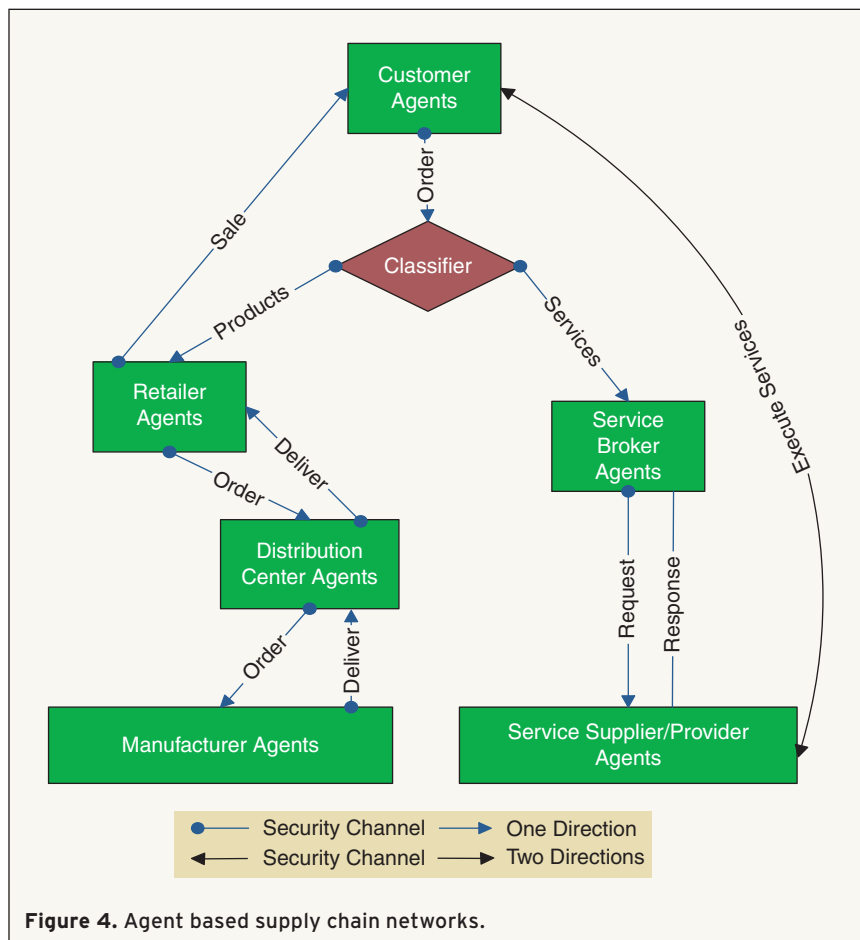 Customer
Agents
Order
Sale
Classifier
Products
Services
Execute Services
Retailer
Agents
Service
Broker
Agents
Order
Deliver
Distribution
Center Agents
Request
Response
Order
Deliver
Manufacturer Agents
Service Supplier/Provider
Agents
Security Channel One Direction
Security Channel Two Directions
Figure 4. Agent based supply chain networks.